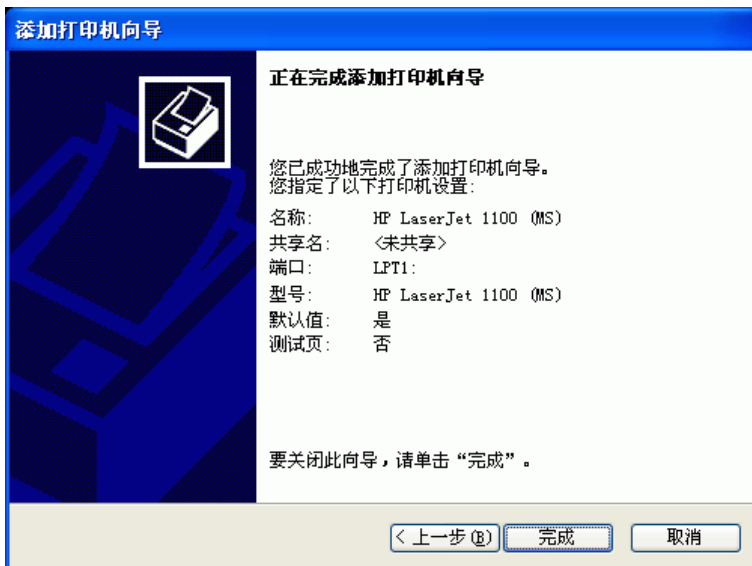 添加打印机向导
正在完成添加打印机向导
您已成功地完成了添加打印机向导。
您指定了以下打印机设置:
名称: HP LaserJet 1100 (MS)
共享名: <未共享>
端口: LPT1:
型号: HP LaserJet 1100 (MS)
默认值: 是
测试页: 否
要关闭此向导，请单击“完成”。
< 上一步(B) 完成 取消